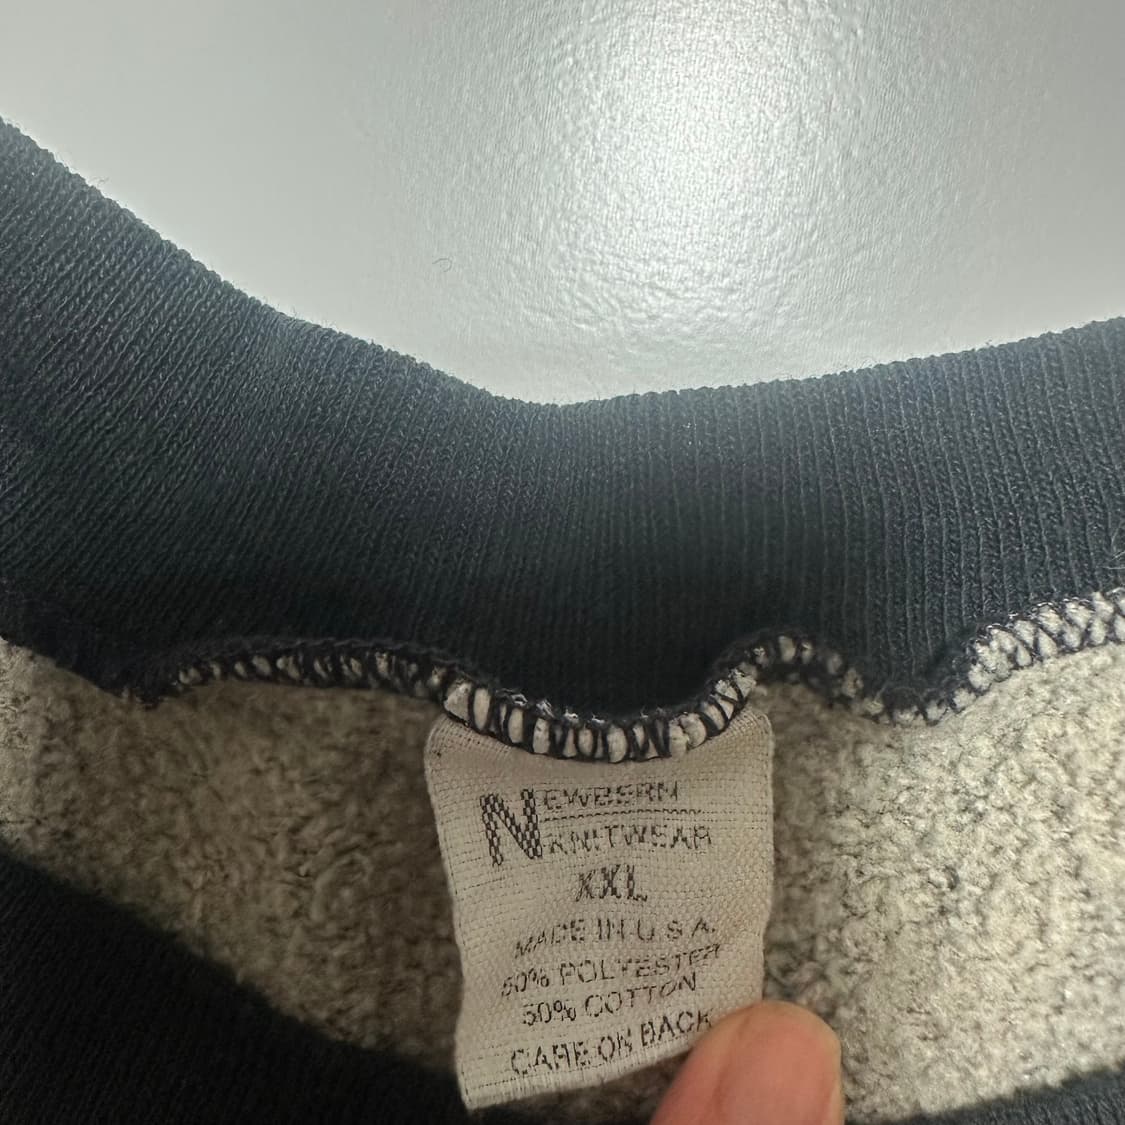 NEWBERN
KNITWEAR
XXL
MADE IN U.S.A.
50% POLYESTER
50% COTTON
CARE ON BACK